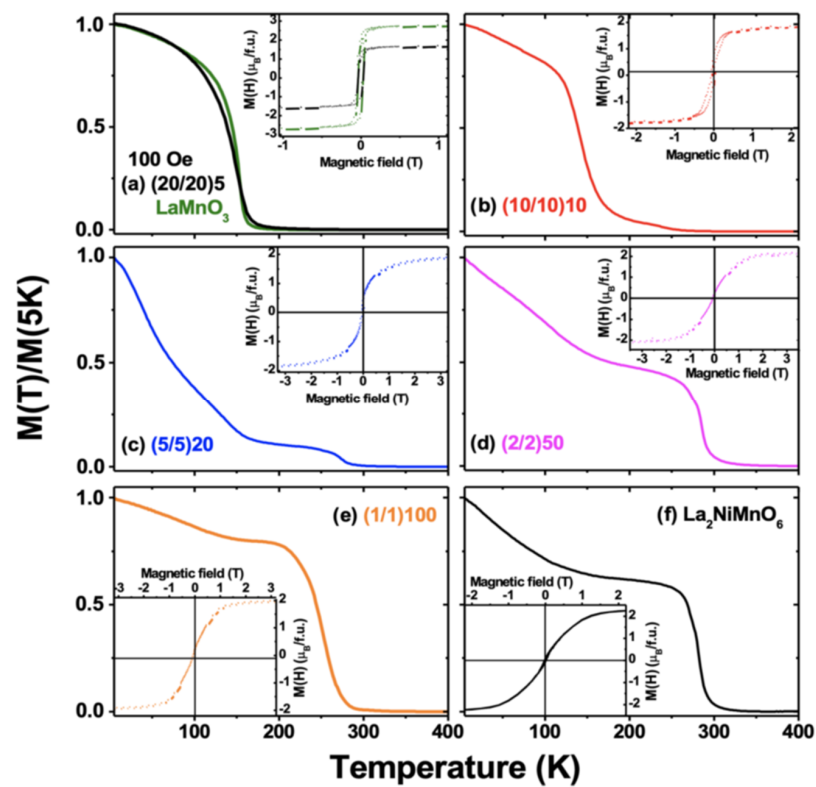 M(T)/M(5K)
1.0
0.5
0.0
100 Oe
(a) (20/20)5
LaMnO₃
M(H) (μB/f.u.)
3
2
1
0
-1
-2
-3
-1 0 1
Magnetic field (T)
(b) (10/10)10
M(H) (μB/f.u.)
2
1
0
-1
-2
-2 -1 0 1 2
Magnetic field (T)
1.0
0.5
0.0
(c) (5/5)20
M(H) (μB/f.u.)
2
1
0
-1
-2
-3 -2 -1 0 1 2 3
Magnetic field (T)
(d) (2/2)50
M(H) (μB/f.u.)
2
1
0
-1
-2
-3 -2 -1 0 1 2 3
Magnetic field (T)
1.0
0.5
0.0
(e) (1/1)100
Magnetic field (T)
-3 -2 -1 0 1 2 3
2
1
0
-1
-2
M(H) (μB/f.u.)
100 200 300 400
(f) La₂NiMnO₆
Magnetic field (T)
-2 -1 0 1 2
2
1
0
-1
-2
M(H) (μB/f.u.)
100 200 300 400
Temperature (K)